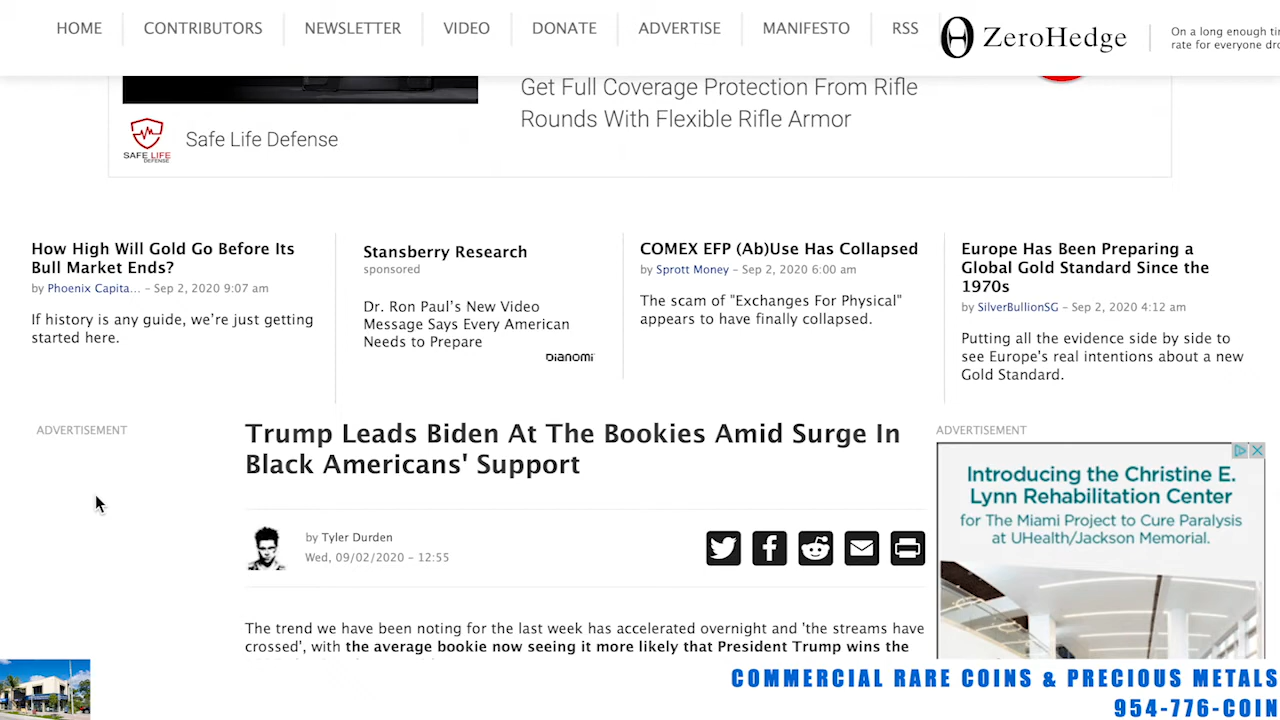 HOME
CONTRIBUTORS
NEWSLETTER
VIDEO
DONATE
ADVERTISE
MANIFESTO
RSS
ZeroHedge
On a long enough
rate for everyone
Get Full Coverage Protection From Rifle
Rounds With Flexible Rifle Armor
SAFE LIFE
DEFENSE
Safe Life Defense
How High Will Gold Go Before Its
Bull Market Ends?
by Phoenix Capita... – Sep 2, 2020 9:07 am
If history is any guide, we're just getting
started here.
Stansberry Research
sponsored
Dr. Ron Paul's New Video
Message Says Every American
Needs to Prepare
Dianomi
COMEX EFP (Ab)Use Has Collapsed
by Sprott Money – Sep 2, 2020 6:00 am
The scam of "Exchanges For Physical"
appears to have finally collapsed.
Europe Has Been Preparing a
Global Gold Standard Since the
1970s
by SilverBullionSG – Sep 2, 2020 4:12 am
Putting all the evidence side by side to
see Europe's real intentions about a new
Gold Standard.
ADVERTISEMENT
Trump Leads Biden At The Bookies Amid Surge In
Black Americans' Support
by Tyler Durden
Wed, 09/02/2020 – 12:55
The trend we have been noting for the last week has accelerated overnight and 'the streams have
crossed', with the average bookie now seeing it more likely that President Trump wins the
ADVERTISEMENT
Introducing the Christine E.
Lynn Rehabilitation Center
for The Miami Project to Cure Paralysis
at UHealth/Jackson Memorial.
COMMERCIAL RARE COINS & PRECIOUS METALS
954-776-COIN